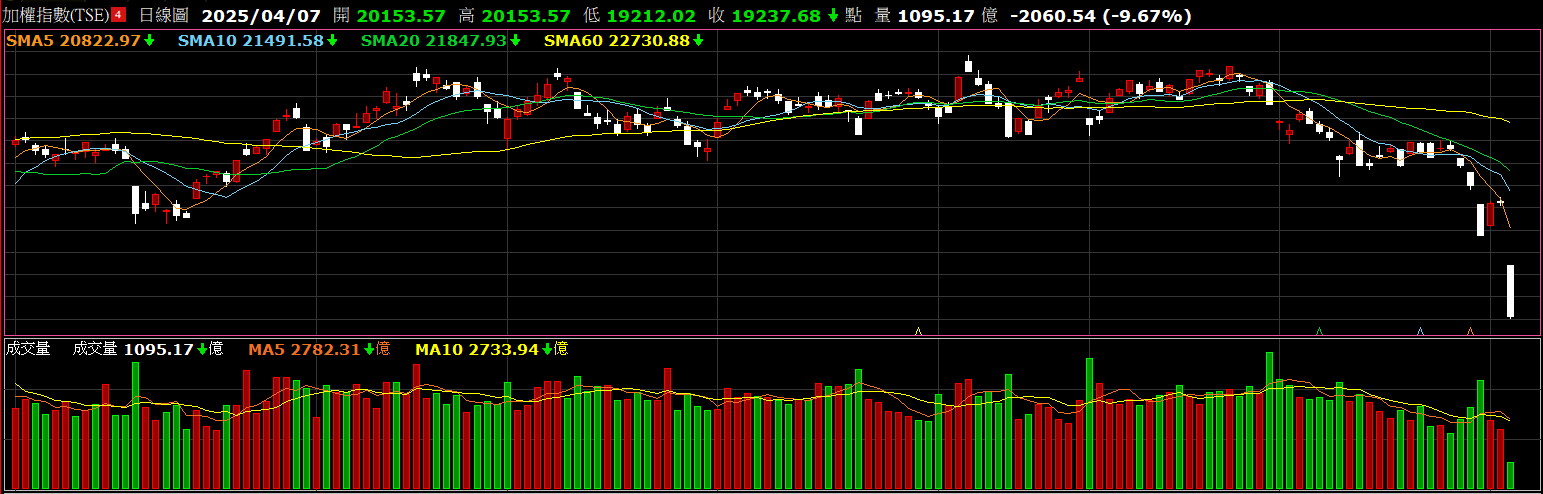 加權指數(TSE) 4 日線圖 2025/04/07 開 20153.57 高 20153.57 低 19212.02 收 19237.68 ↓ 點 量 1095.17 億 -2060.54 (-9.67%)
SMA5 20822.97↓ SMA10 21491.58↓ SMA20 21847.93↓ SMA60 22730.88↓
成交量 成交量 1095.17↓億 MA5 2782.31↓億 MA10 2733.94↓億